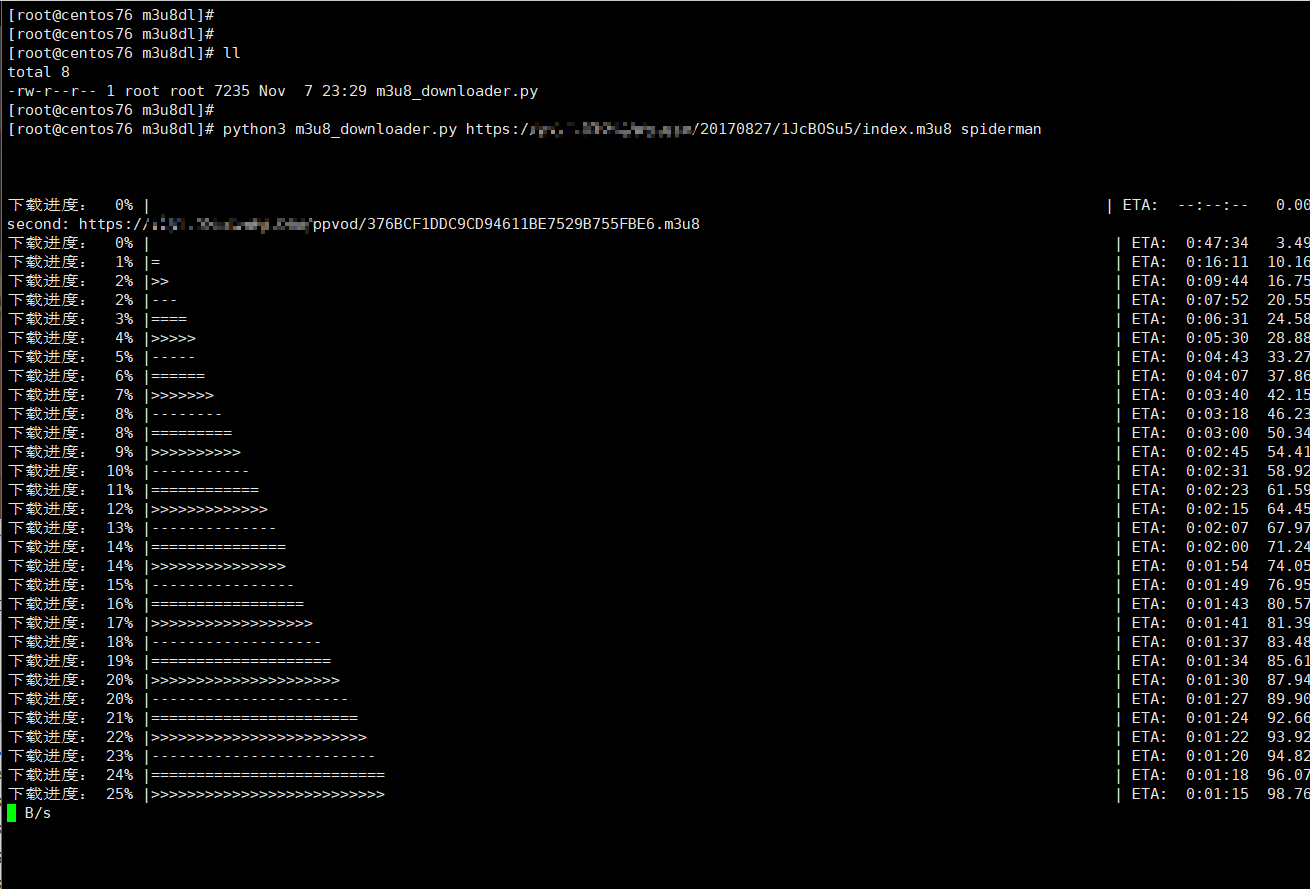 [root@centos76 m3u8dl]#
[root@centos76 m3u8dl]#
[root@centos76 m3u8dl]# ll
total 8
-rw-r--r-- 1 root root 7235 Nov  7 23:29 m3u8_downloader.py
[root@centos76 m3u8dl]#
[root@centos76 m3u8dl]# python3 m3u8_downloader.py https:/ /20170827/1JcBOSu5/index.m3u8 spiderman
下载进度:   0% | | ETA:  --:--:--   0.00
second: https:// ppvod/376BCF1DDC9CD94611BE7529B755FBE6.m3u8
下载进度:   0% | | ETA:  0:47:34   3.49
下载进度:   1% |= | ETA:  0:16:11  10.16
下载进度:   2% |>> | ETA:  0:09:44  16.75
下载进度:   2% |--- | ETA:  0:07:52  20.55
下载进度:   3% |==== | ETA:  0:06:31  24.58
下载进度:   4% |>>>>> | ETA:  0:05:30  28.88
下载进度:   5% |----- | ETA:  0:04:43  33.27
下载进度:   6% |====== | ETA:  0:04:07  37.86
下载进度:   7% |>>>>>>> | ETA:  0:03:40  42.15
下载进度:   8% |-------- | ETA:  0:03:18  46.23
下载进度:   8% |========= | ETA:  0:03:00  50.34
下载进度:   9% |>>>>>>>>>> | ETA:  0:02:45  54.41
下载进度:  10% |----------- | ETA:  0:02:31  58.92
下载进度:  11% |============ | ETA:  0:02:23  61.59
下载进度:  12% |>>>>>>>>>>>>> | ETA:  0:02:15  64.45
下载进度:  13% |-------------- | ETA:  0:02:07  67.97
下载进度:  14% |=============== | ETA:  0:02:00  71.24
下载进度:  14% |>>>>>>>>>>>>>>> | ETA:  0:01:54  74.05
下载进度:  15% |---------------- | ETA:  0:01:49  76.95
下载进度:  16% |================= | ETA:  0:01:43  80.57
下载进度:  17% |>>>>>>>>>>>>>>>>>> | ETA:  0:01:41  81.39
下载进度:  18% |------------------- | ETA:  0:01:37  83.48
下载进度:  19% |==================== | ETA:  0:01:34  85.61
下载进度:  20% |>>>>>>>>>>>>>>>>>>>>> | ETA:  0:01:30  87.94
下载进度:  20% |---------------------- | ETA:  0:01:27  89.90
下载进度:  21% |======================= | ETA:  0:01:24  92.66
下载进度:  22% |>>>>>>>>>>>>>>>>>>>>>>>> | ETA:  0:01:22  93.92
下载进度:  23% |------------------------- | ETA:  0:01:20  94.82
下载进度:  24% |========================== | ETA:  0:01:18  96.07
下载进度:  25% |>>>>>>>>>>>>>>>>>>>>>>>>>> | ETA:  0:01:15  98.76
B/s